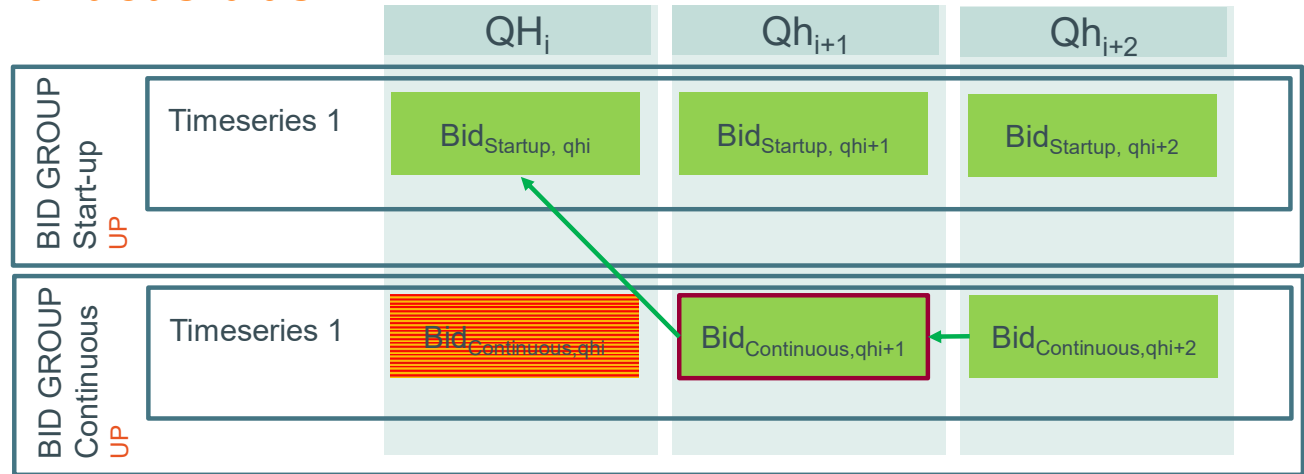 QHi Qhi+1 Qhi+2
BID GROUP
Start-up
UP
Timeseries 1
BidStartup, qhi BidStartup, qhi+1 BidStartup, qhi+2
BID GROUP
Continuous
UP
Timeseries 1
BidContinuous,qhi BidContinuous,qhi+1 BidContinuous,qhi+2